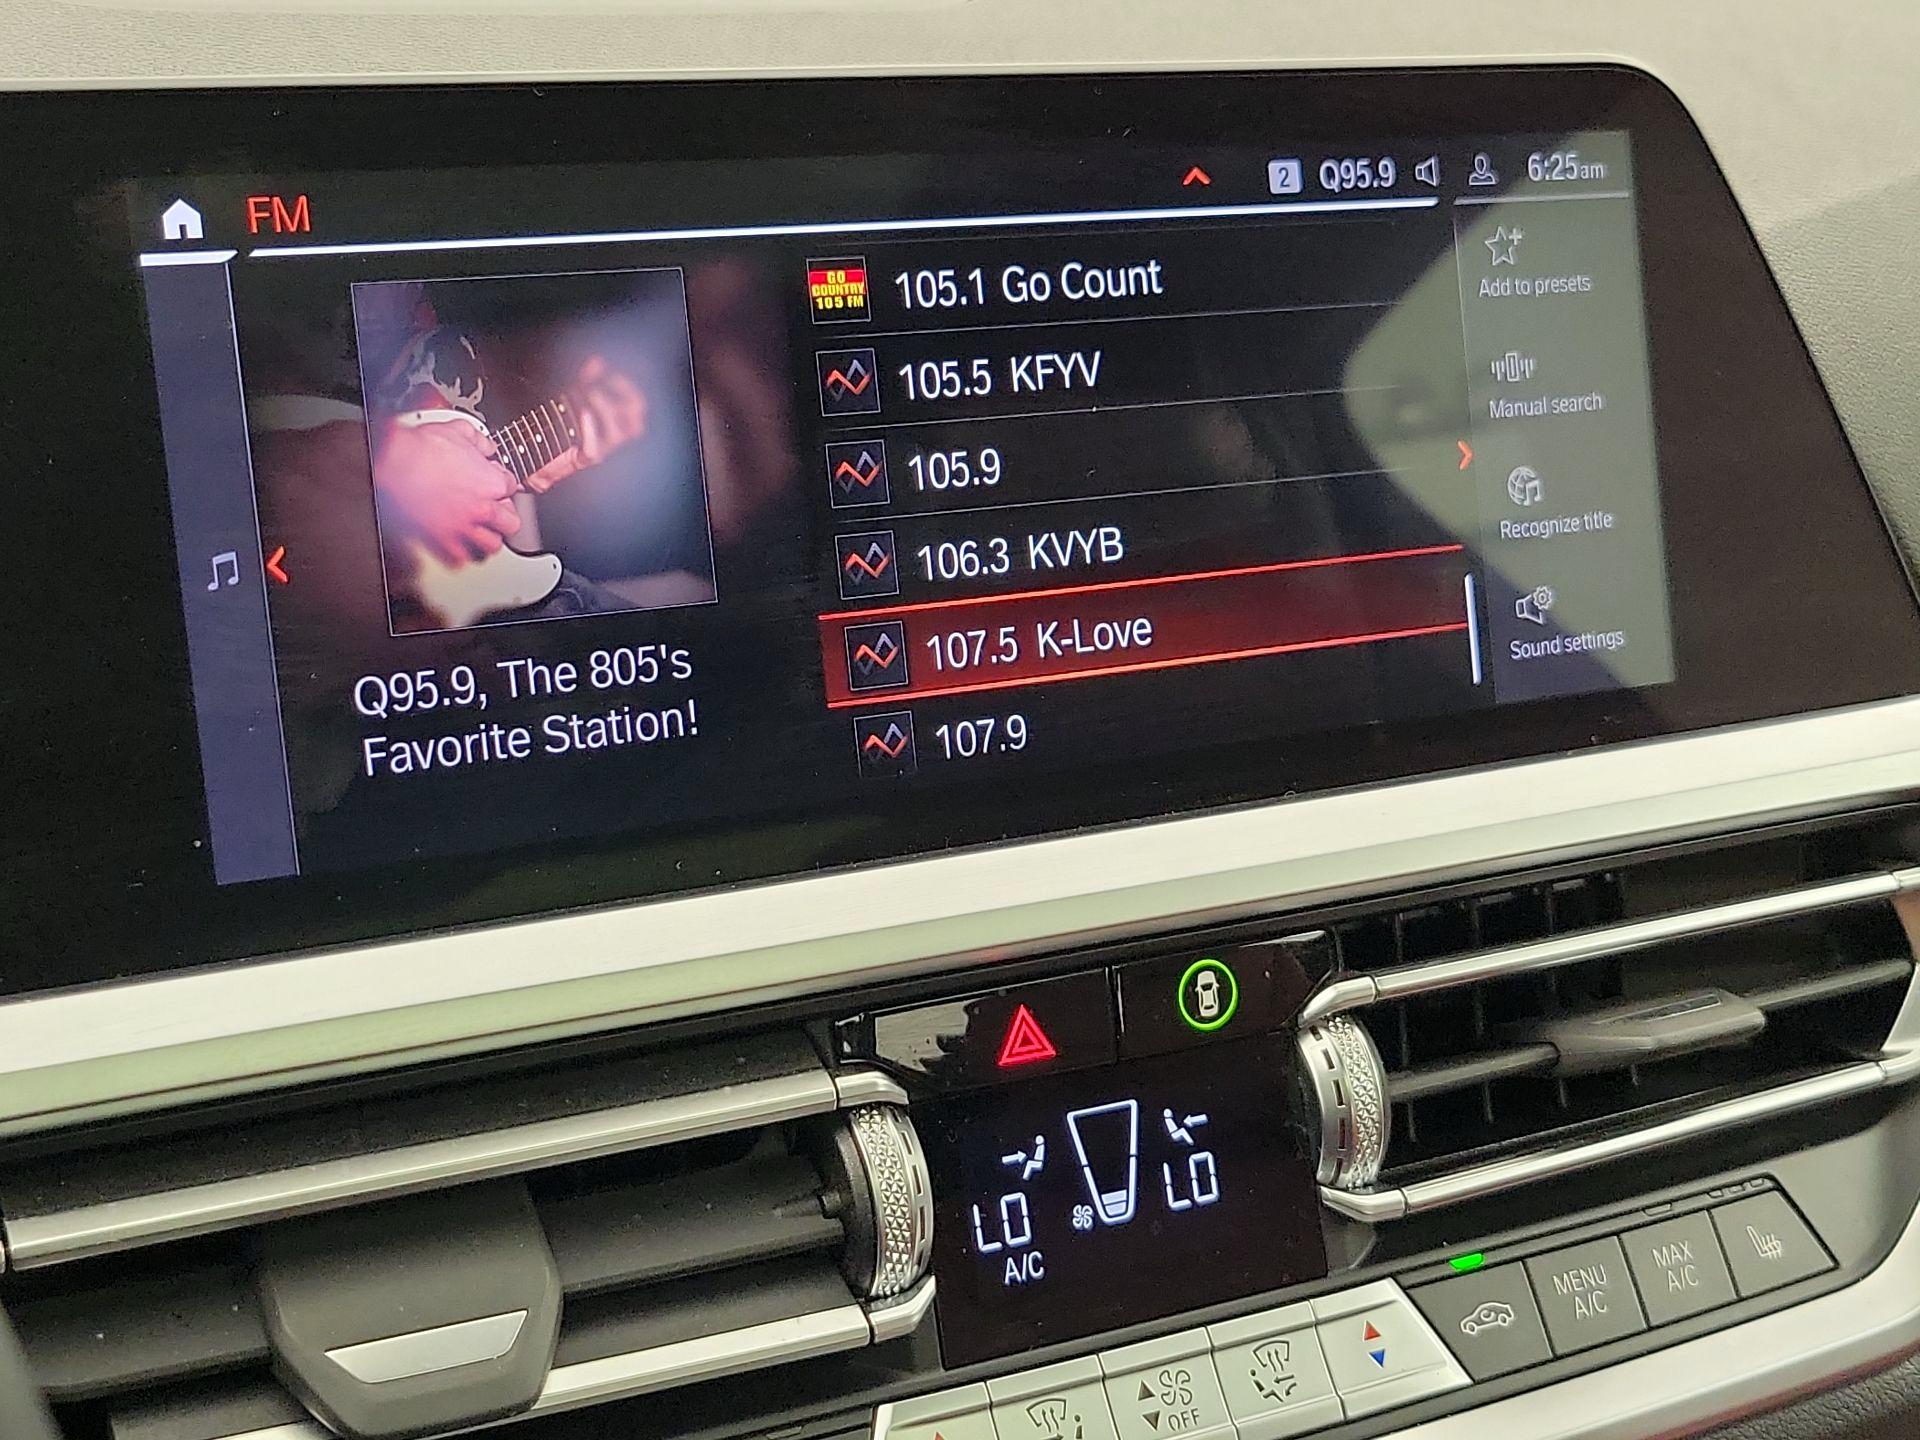 FM
2 Q95.9 6:25am
GO
COUNTRY
105 FM
105.1 Go Count
105.5 KFYV
105.9
106.3 KVYB
107.5 K-Love
107.9
Q95.9, The 805's
Favorite Station!
Add to presets
Manual search
Recognize title
Sound settings
LO
A/C
LO
MENU
A/C
MAX
A/C
OFF